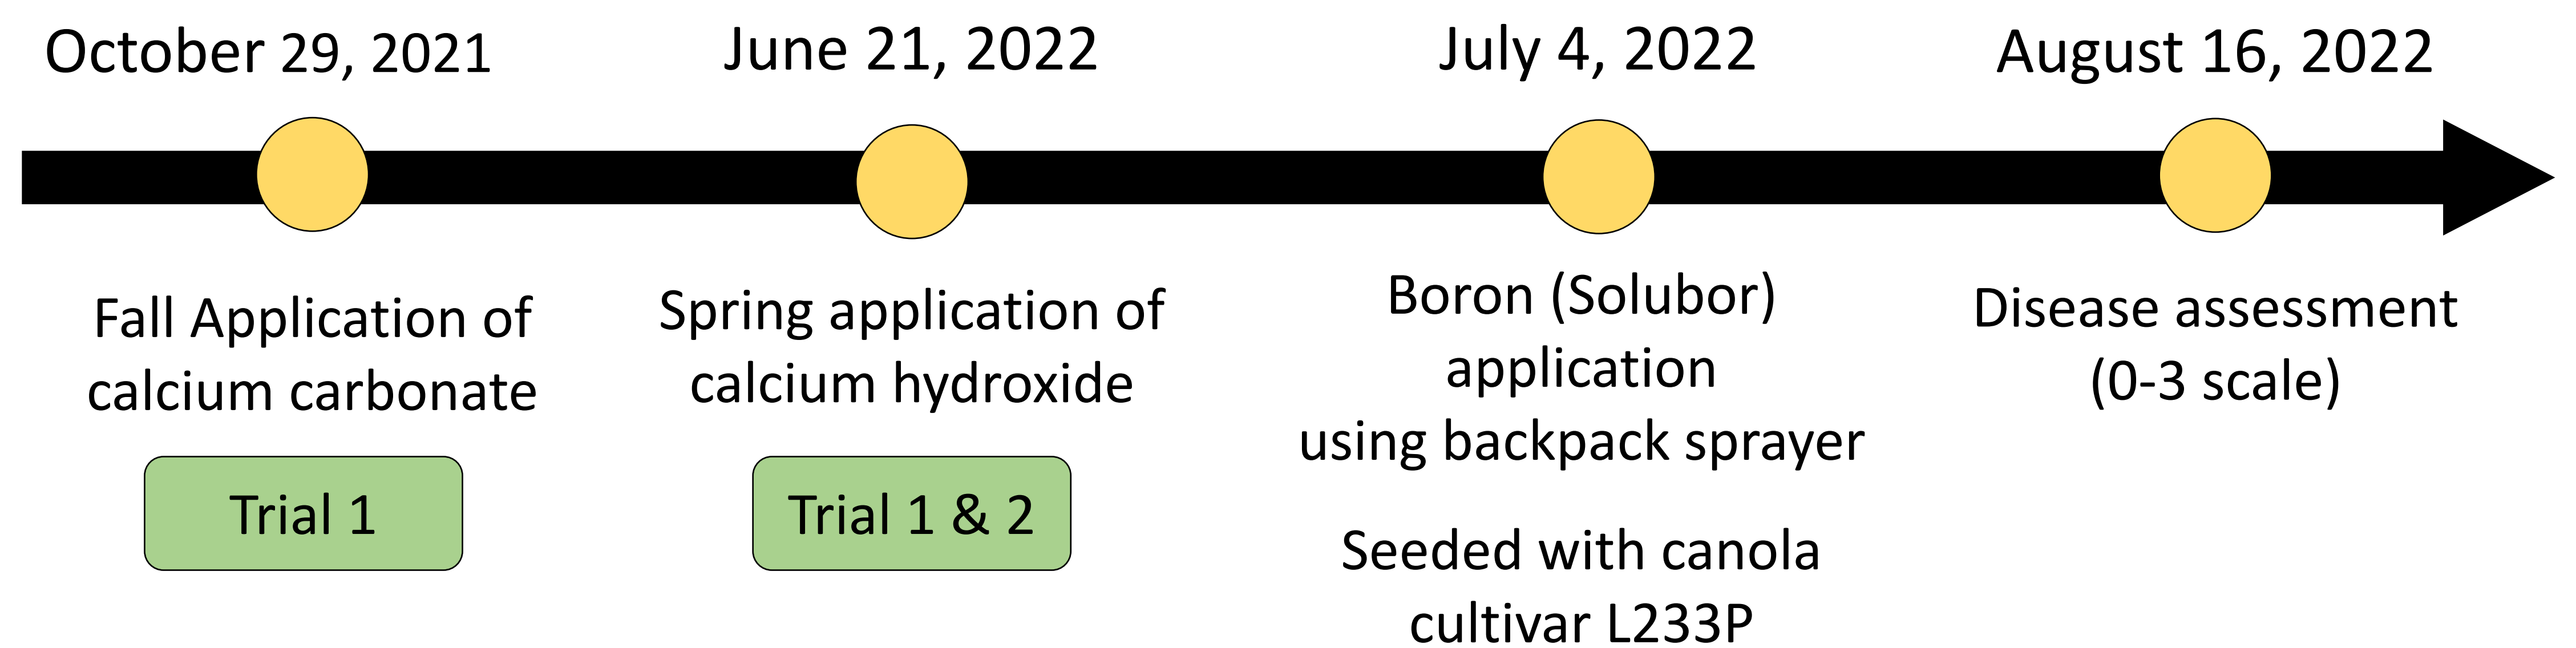 October 29, 2021
June 21, 2022
July 4, 2022
August 16, 2022
Fall Application of
calcium carbonate
Trial 1
Spring application of
calcium hydroxide
Trial 1 & 2
Boron (Solubor)
application
using backpack sprayer
Seeded with canola
cultivar L233P
Disease assessment
(0-3 scale)